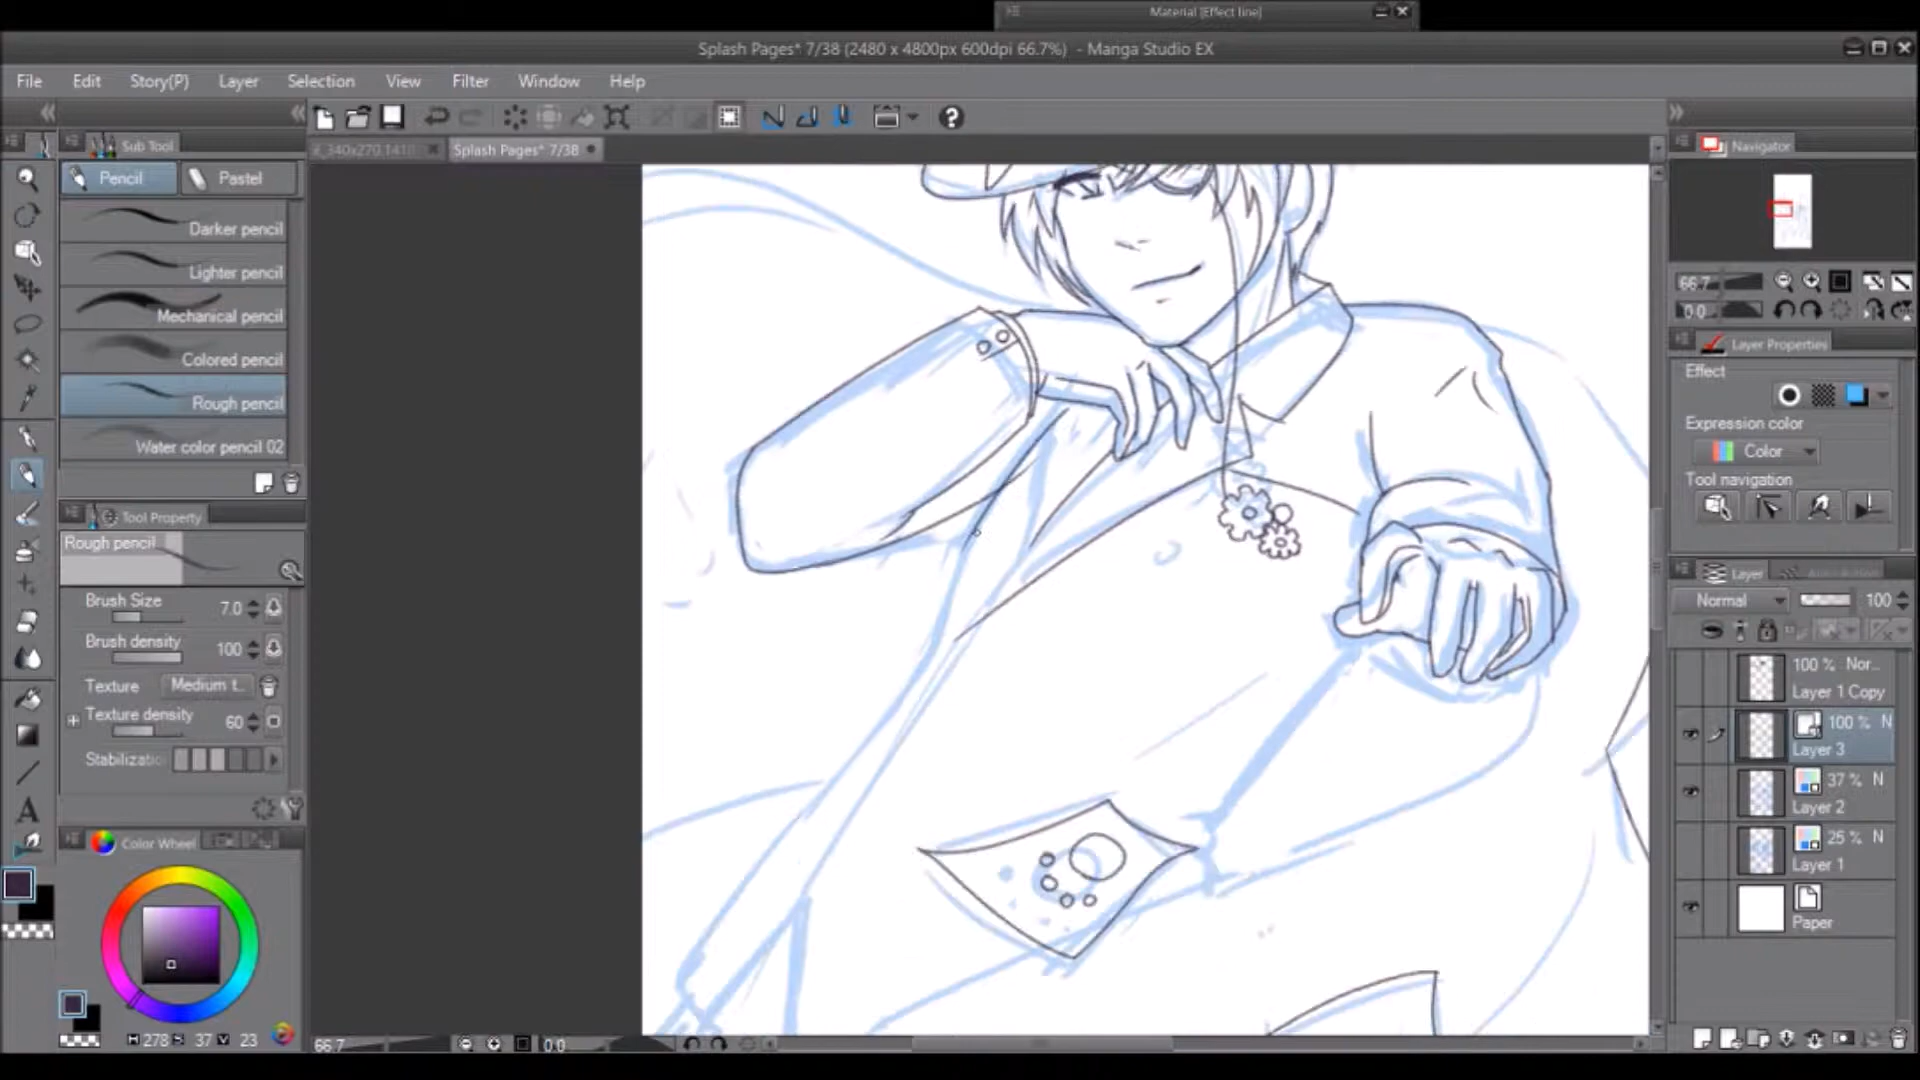 Material [Effect line]
Splash Pages* 7/38 (2480 x 4800px 600dpi 66.7%) - Manga Studio EX
File Edit Story(P) Layer Selection View Filter Window Help
Sub Tool
Splash Pages* 7/38
Navigator
Pencil Pastel
Darker pencil
Lighter pencil
Mechanical pencil
Colored pencil
Rough pencil
Water color pencil 02
Tool Property
Rough pencil
Brush Size 7.0
Brush density 100
Texture Medium t..
Texture density 60
Stabilizatio
Color Wheel
H 278 S 37 V 23
66.7 0.0
66.7
0.0
Layer Properties
Effect
Expression color
Color
Tool navigation
Layer
Normal 100
100 % Nor...
Layer 1 Copy
100 % N
Layer 3
37 % N
Layer 2
25 % N
Layer 1
Paper